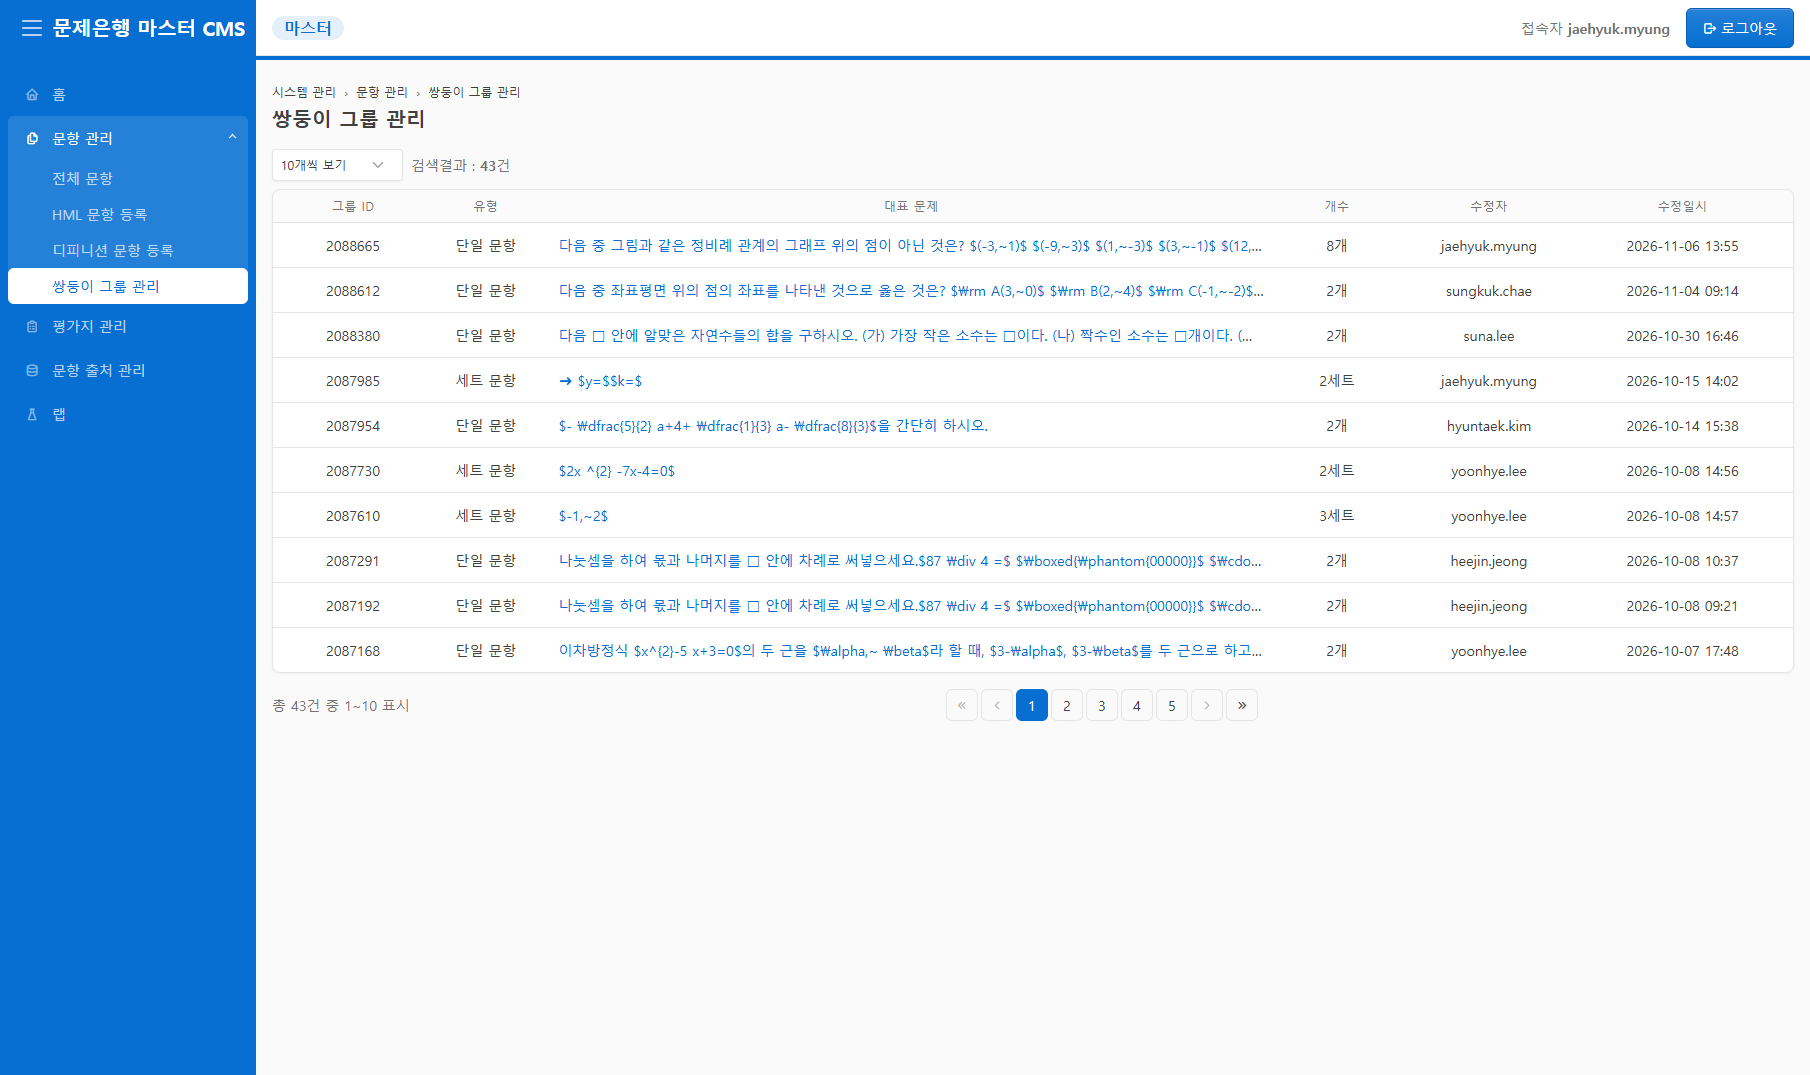 문제은행 마스터 CMS
마스터
접속자 jaehyuk.myung
로그아웃
홈
문항 관리
전체 문항
HML 문항 등록
디피니션 문항 등록
쌍둥이 그룹 관리
평가지 관리
문항 출처 관리
랩
시스템 관리 › 문항 관리 › 쌍둥이 그룹 관리
쌍둥이 그룹 관리
10개씩 보기 검색결과 : 43건
그룹 ID 유형 대표 문제 개수 수정자 수정일시
2088665 단일 문항 다음 중 그림과 같은 정비례 관계의 그래프 위의 점이 아닌 것은? $(-3,~1)$ $(-9,~3)$ $(1,~-3)$ $(3,~-1)$ $(12,... 8개 jaehyuk.myung 2026-11-06 13:55
2088612 단일 문항 다음 중 좌표평면 위의 점의 좌표를 나타낸 것으로 옳은 것은? $₩rm A(3,~0)$ $₩rm B(2,~4)$ $₩rm C(-1,~-2)$... 2개 sungkuk.chae 2026-11-04 09:14
2088380 단일 문항 다음 □ 안에 알맞은 자연수들의 합을 구하시오. (가) 가장 작은 소수는 □이다. (나) 짝수인 소수는 □개이다. (... 2개 suna.lee 2026-10-30 16:46
2087985 세트 문항 ➜ $y=$$k=$ 2세트 jaehyuk.myung 2026-10-15 14:02
2087954 단일 문항 $- ₩dfrac{5}{2} a+4+ ₩dfrac{1}{3} a- ₩dfrac{8}{3}$을 간단히 하시오. 2개 hyuntaek.kim 2026-10-14 15:38
2087730 세트 문항 $2x ^{2} -7x-4=0$ 2세트 yoonhye.lee 2026-10-08 14:56
2087610 세트 문항 $-1,~2$ 3세트 yoonhye.lee 2026-10-08 14:57
2087291 단일 문항 나눗셈을 하여 몫과 나머지를 □ 안에 차례로 써넣으세요.$87 ₩div 4 =$ $₩boxed{₩phantom{00000}}$ $₩cdo... 2개 heejin.jeong 2026-10-08 10:37
2087192 단일 문항 나눗셈을 하여 몫과 나머지를 □ 안에 차례로 써넣으세요.$87 ₩div 4 =$ $₩boxed{₩phantom{00000}}$ $₩cdo... 2개 heejin.jeong 2026-10-08 09:21
2087168 단일 문항 이차방정식 $x^{2}-5 x+3=0$의 두 근을 $₩alpha,~ ₩beta$라 할 때, $3-₩alpha$, $3-₩beta$를 두 근으로 하고... 2개 yoonhye.lee 2026-10-07 17:48
총 43건 중 1~10 표시
« ‹ 1 2 3 4 5 › »